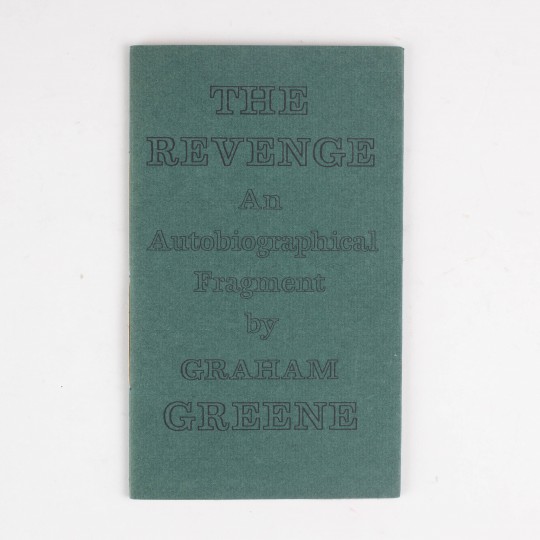 THE
REVENGE
An
Autobiographical
Fragment
by
GRAHAM
GREENE